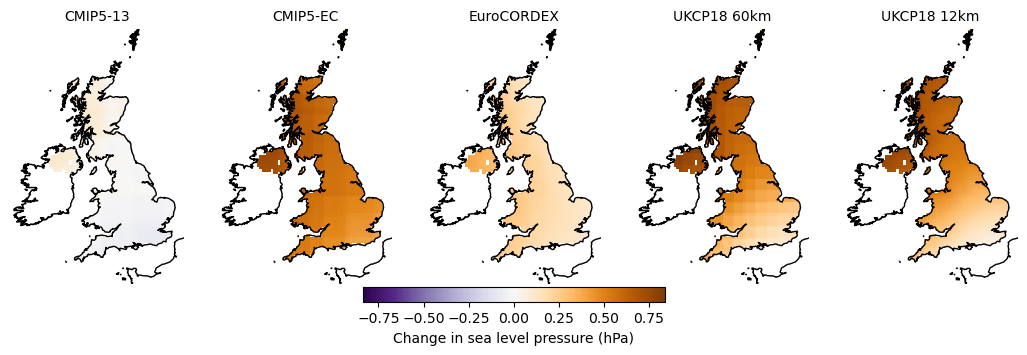 CMIP5-13 CMIP5-EC EuroCORDEX UKCP18 60km UKCP18 12km
−0.75 −0.50 −0.25 0.00 0.25 0.50 0.75
Change in sea level pressure (hPa)